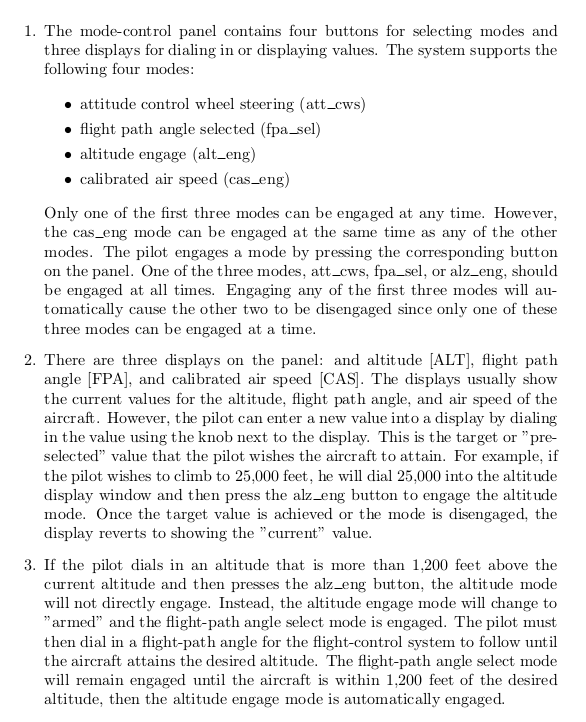 1. The mode-control panel contains four buttons for selecting modes and
three displays for dialing in or displaying values. The system supports the
following four modes:
• attitude control wheel steering (att_cws)
• flight path angle selected (fpa_sel)
• altitude engage (alt_eng)
• calibrated air speed (cas_eng)
Only one of the first three modes can be engaged at any time. However,
the cas_eng mode can be engaged at the same time as any of the other
modes. The pilot engages a mode by pressing the corresponding button
on the panel. One of the three modes, att_cws, fpa_sel, or alz_eng, should
be engaged at all times. Engaging any of the first three modes will au-
tomatically cause the other two to be disengaged since only one of these
three modes can be engaged at a time.
2. There are three displays on the panel: and altitude [ALT], flight path
angle [FPA], and calibrated air speed [CAS]. The displays usually show
the current values for the altitude, flight path angle, and air speed of the
aircraft. However, the pilot can enter a new value into a display by dialing
in the value using the knob next to the display. This is the target or "pre-
selected" value that the pilot wishes the aircraft to attain. For example, if
the pilot wishes to climb to 25,000 feet, he will dial 25,000 into the altitude
display window and then press the alz_eng button to engage the altitude
mode. Once the target value is achieved or the mode is disengaged, the
display reverts to showing the "current" value.
3. If the pilot dials in an altitude that is more than 1,200 feet above the
current altitude and then presses the alz_eng button, the altitude mode
will not directly engage. Instead, the altitude engage mode will change to
"armed" and the flight-path angle select mode is engaged. The pilot must
then dial in a flight-path angle for the flight-control system to follow until
the aircraft attains the desired altitude. The flight-path angle select mode
will remain engaged until the aircraft is within 1,200 feet of the desired
altitude, then the altitude engage mode is automatically engaged.